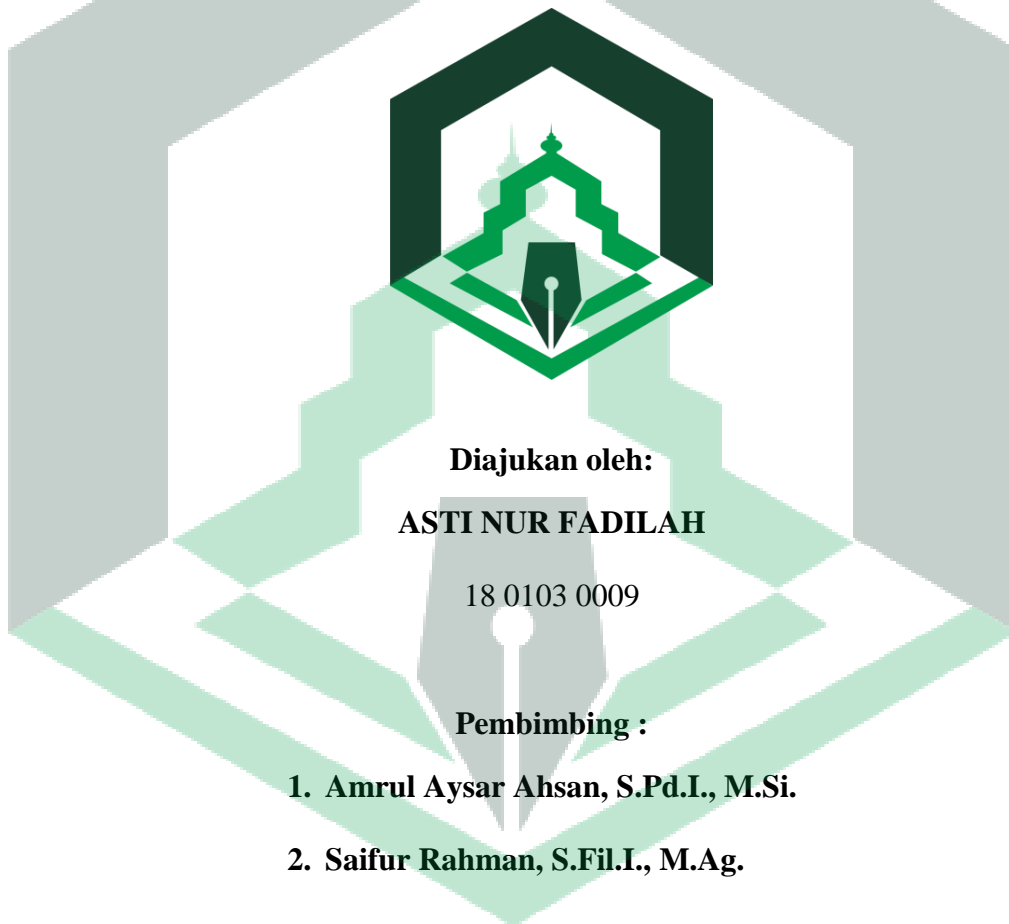 Diajukan oleh:
ASTI NUR FADILAH
18 0103 0009
Pembimbing :
1. Amrul Aysar Ahsan, S.Pd.I., M.Si.
2. Saifur Rahman, S.Fil.I., M.Ag.